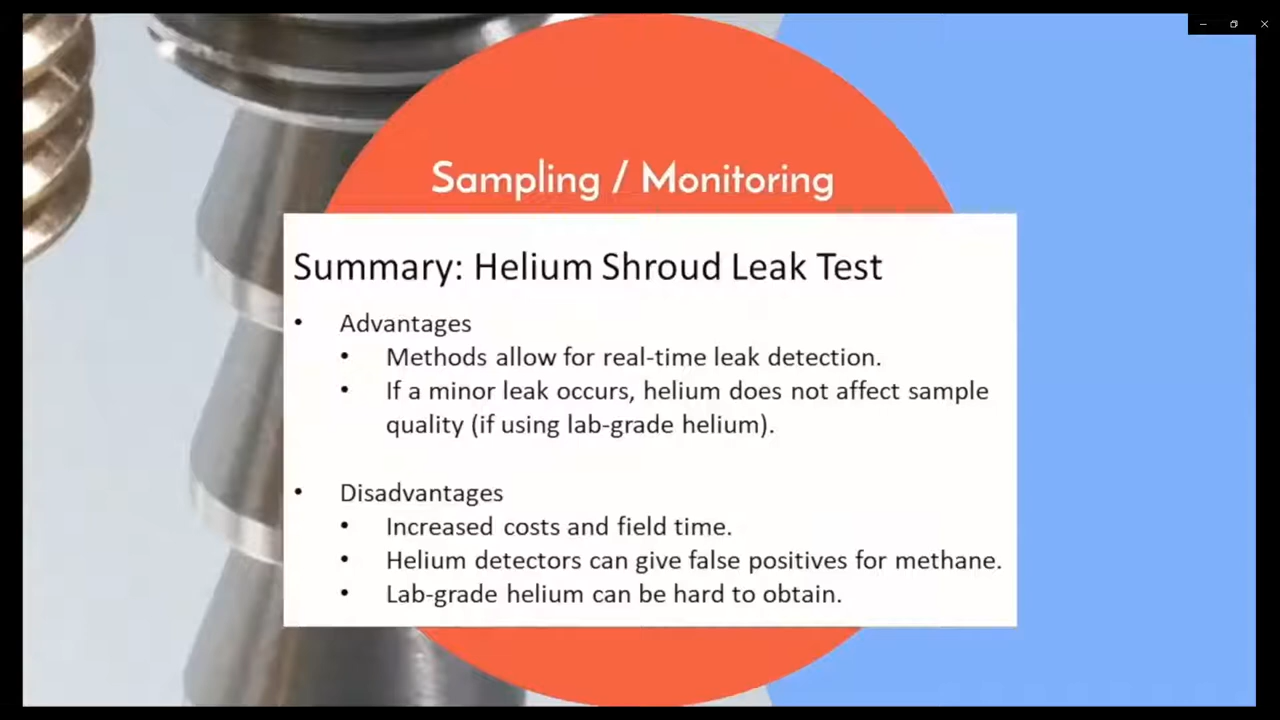 Sampling / Monitoring
Summary: Helium Shroud Leak Test
• Advantages
• Methods allow for real-time leak detection.
• If a minor leak occurs, helium does not affect sample
quality (if using lab-grade helium).
• Disadvantages
• Increased costs and field time.
• Helium detectors can give false positives for methane.
• Lab-grade helium can be hard to obtain.